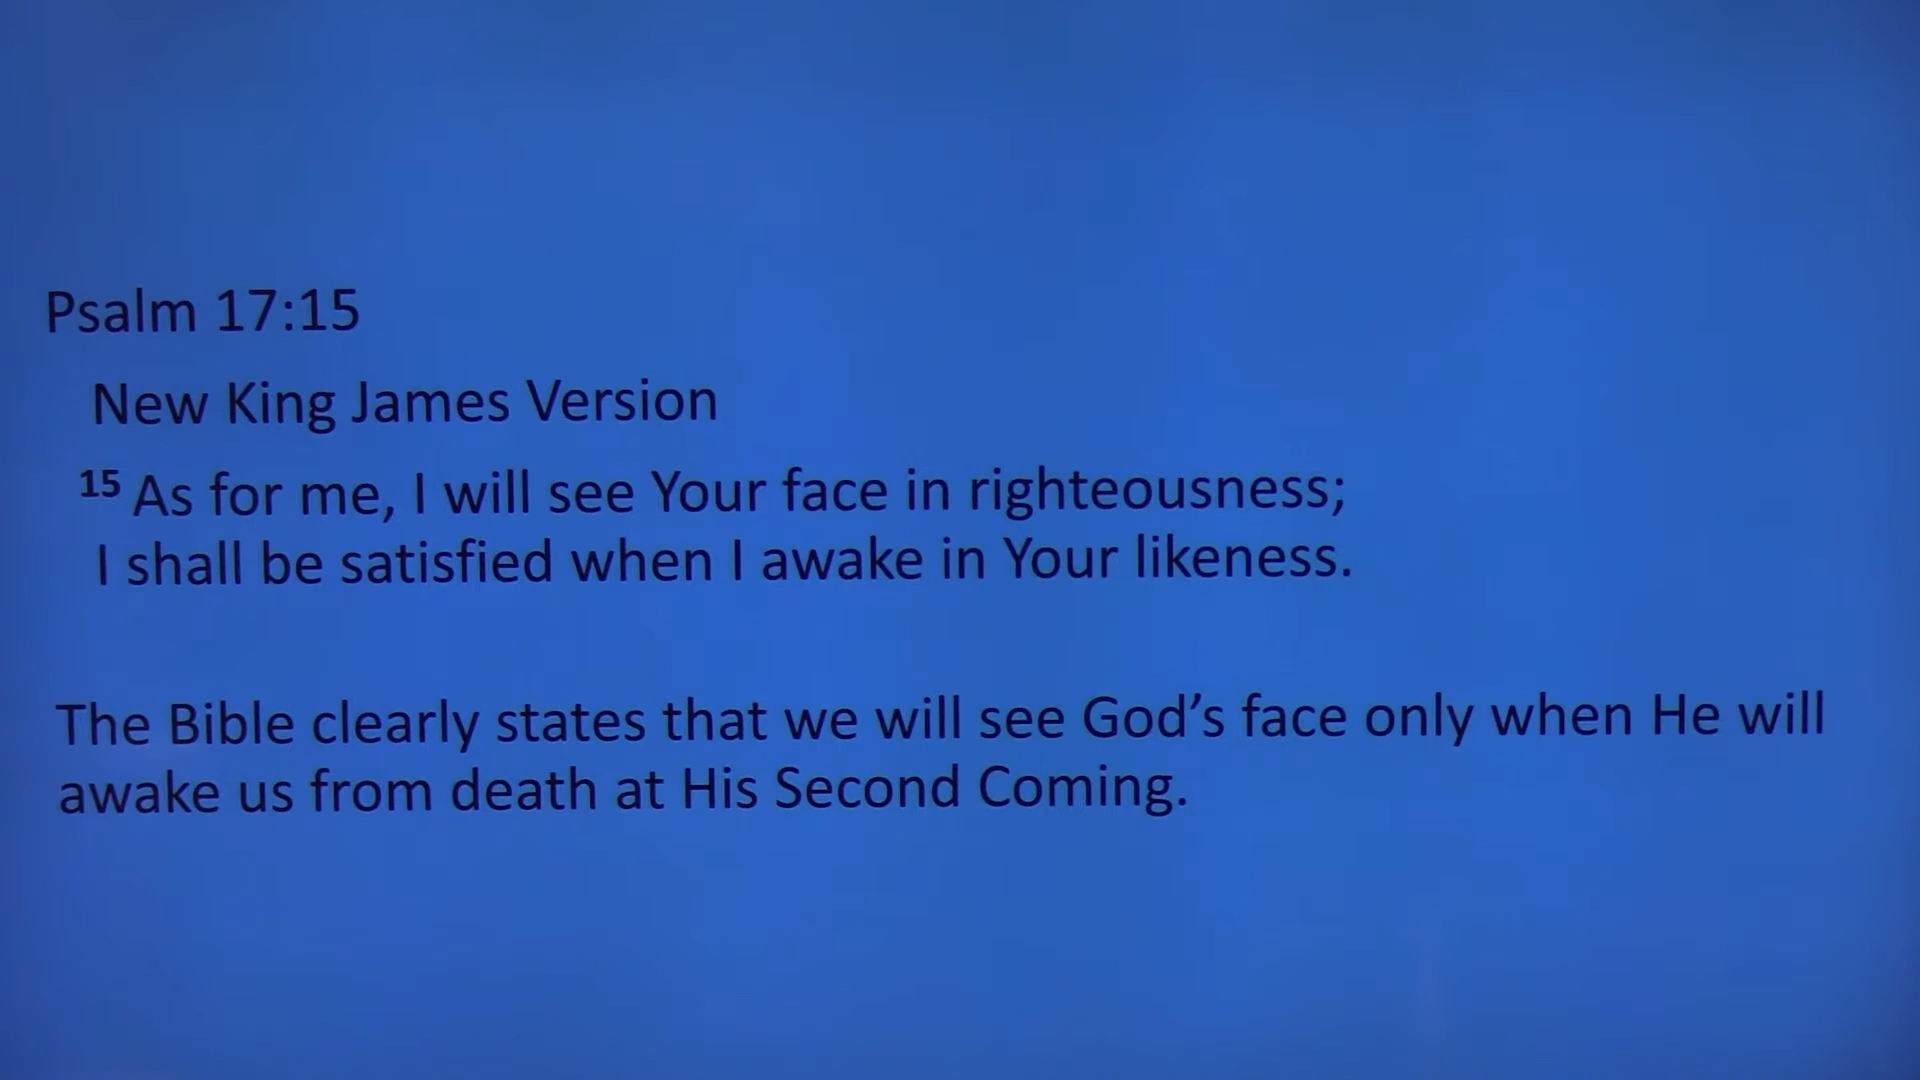 Psalm 17:15
New King James Version
15 As for me, I will see Your face in righteousness;
I shall be satisfied when I awake in Your likeness.
The Bible clearly states that we will see God’s face only when He will
awake us from death at His Second Coming.